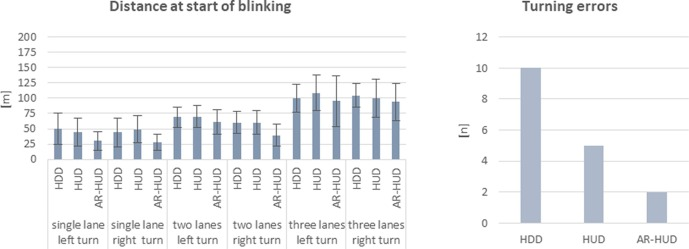 Distance at start of blinking
200
175
150
125
100
75
50
25
0
[m]
HDD HUD AR-HUD HDD HUD AR-HUD HDD HUD AR-HUD HDD HUD AR-HUD HDD HUD AR-HUD HDD HUD AR-HUD
single lane single lane two lanes two lanes three lanes three lanes
left turn right turn left turn right turn left turn right turn
Turning errors
12
10
8
6
4
2
0
[n]
HDD HUD AR-HUD